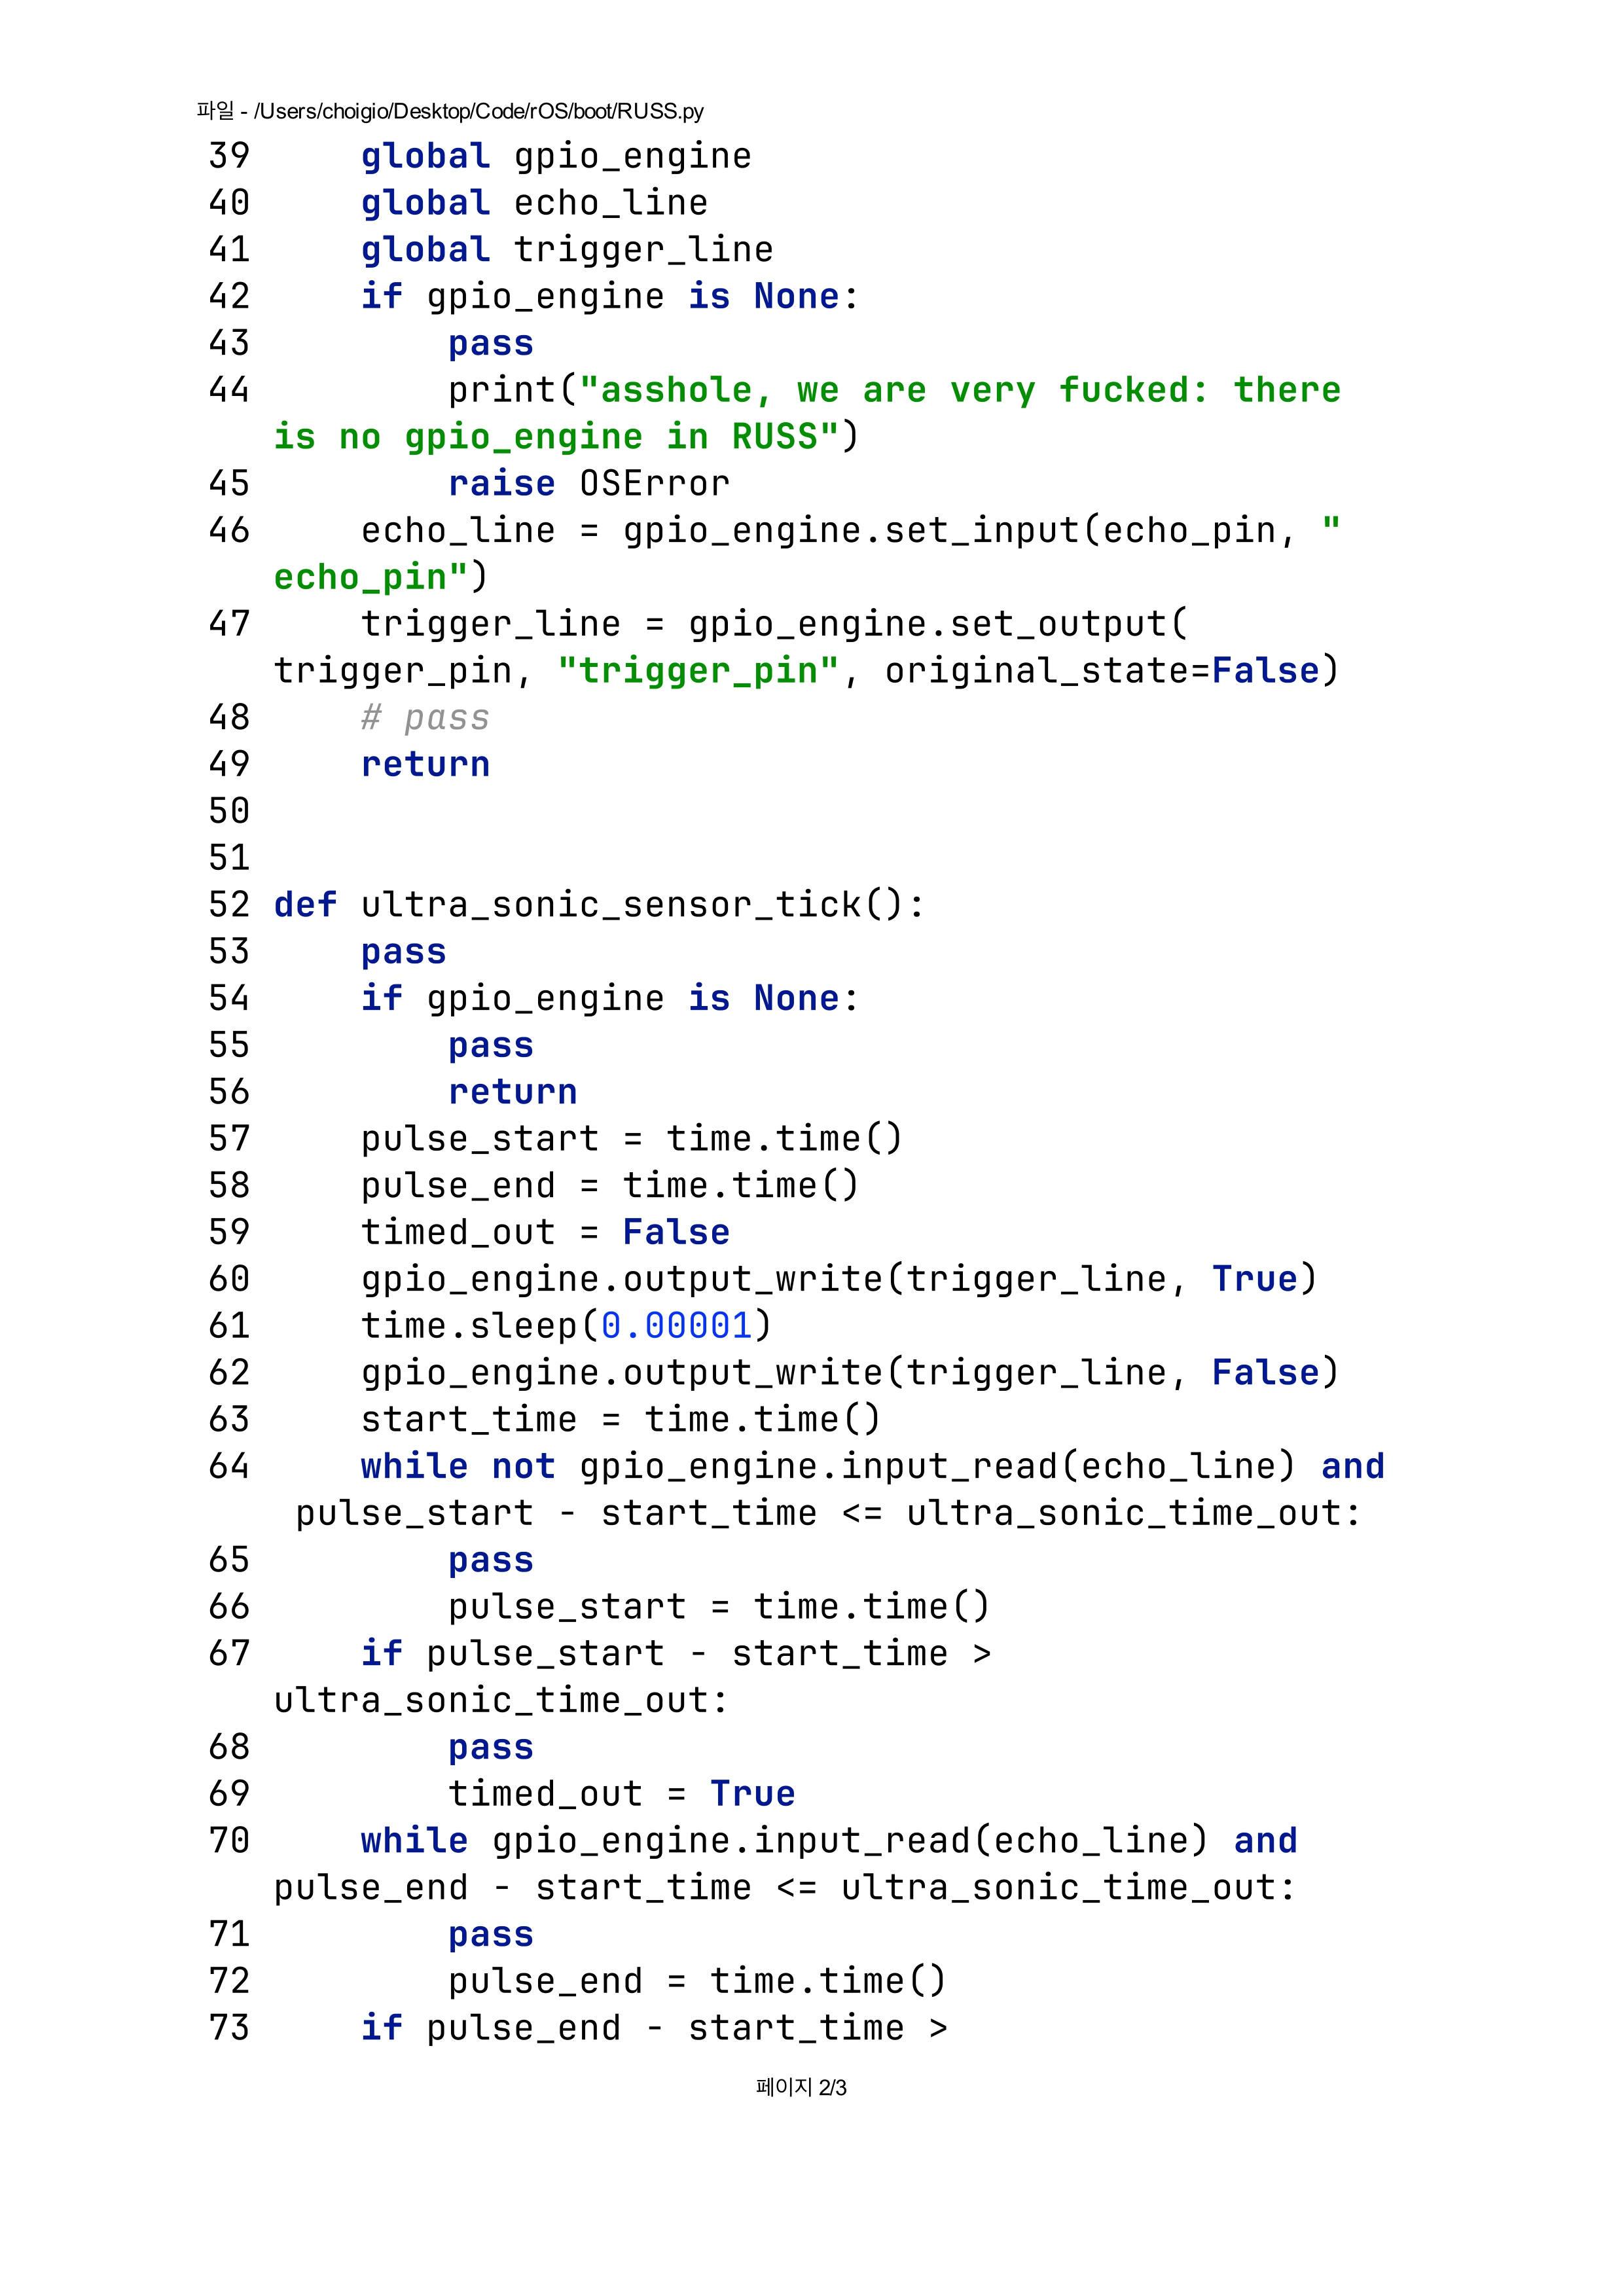 파일 - /Users/choigio/Desktop/Code/rOS/boot/RUSS.py
39     global gpio_engine
40     global echo_line
41     global trigger_line
42     if gpio_engine is None:
43         pass
44         print("asshole, we are very fucked: there
is no gpio_engine in RUSS")
45         raise OSError
46     echo_line = gpio_engine.set_input(echo_pin, "
echo_pin")
47     trigger_line = gpio_engine.set_output(
trigger_pin, "trigger_pin", original_state=False)
48     # pass
49     return
50
51
52 def ultra_sonic_sensor_tick():
53     pass
54     if gpio_engine is None:
55         pass
56         return
57     pulse_start = time.time()
58     pulse_end = time.time()
59     timed_out = False
60     gpio_engine.output_write(trigger_line, True)
61     time.sleep(0.00001)
62     gpio_engine.output_write(trigger_line, False)
63     start_time = time.time()
64     while not gpio_engine.input_read(echo_line) and
 pulse_start - start_time <= ultra_sonic_time_out:
65         pass
66         pulse_start = time.time()
67     if pulse_start - start_time >
ultra_sonic_time_out:
68         pass
69         timed_out = True
70     while gpio_engine.input_read(echo_line) and
pulse_end - start_time <= ultra_sonic_time_out:
71         pass
72         pulse_end = time.time()
73     if pulse_end - start_time >
페이지 2/3